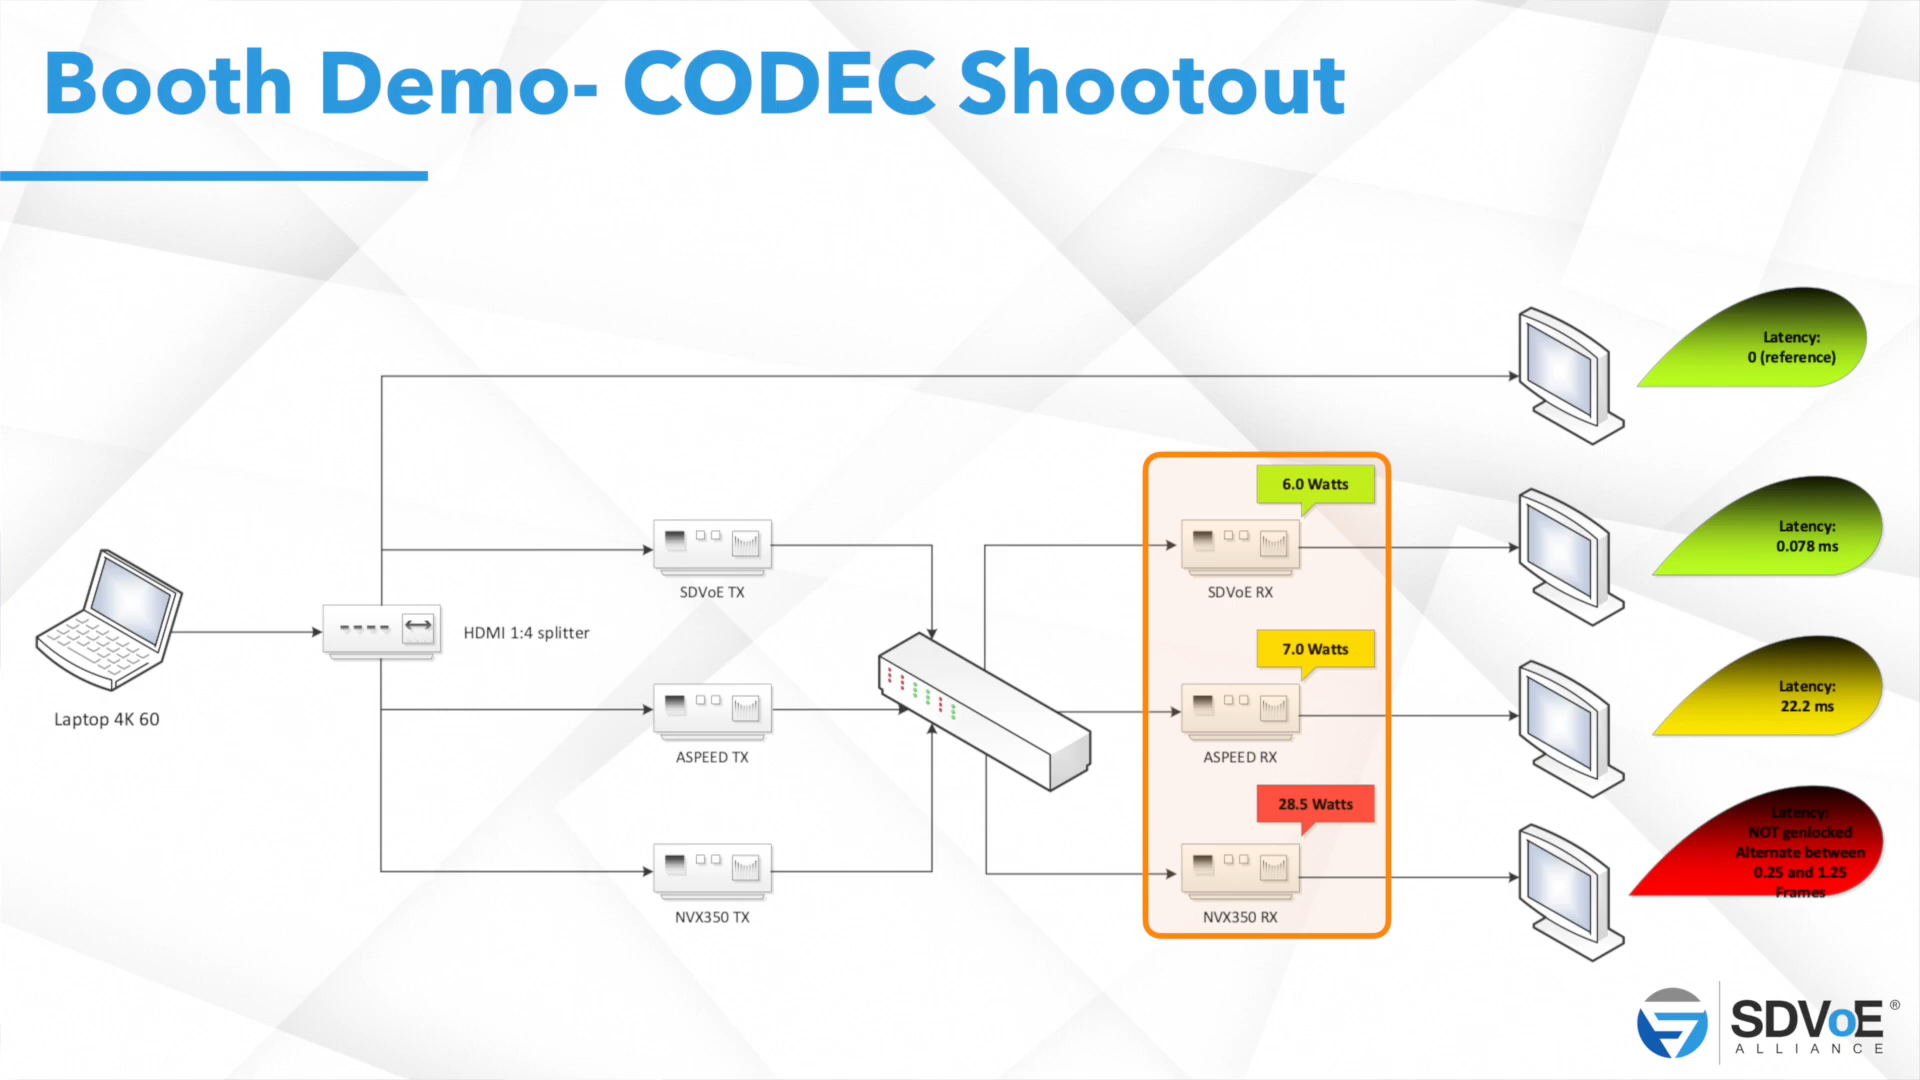 Booth Demo- CODEC Shootout
Latency:
0 (reference)
6.0 Watts
Latency:
0.078 ms
SDVoE TX
SDVoE RX
HDMI 1:4 splitter
7.0 Watts
Latency:
22.2 ms
Laptop 4K 60
ASPEED TX
ASPEED RX
28.5 Watts
Latency:
NOT genlocked
Alternate between
0.25 and 1.25
Frames
NVX350 TX
NVX350 RX
SDVoE®
ALLIANCE